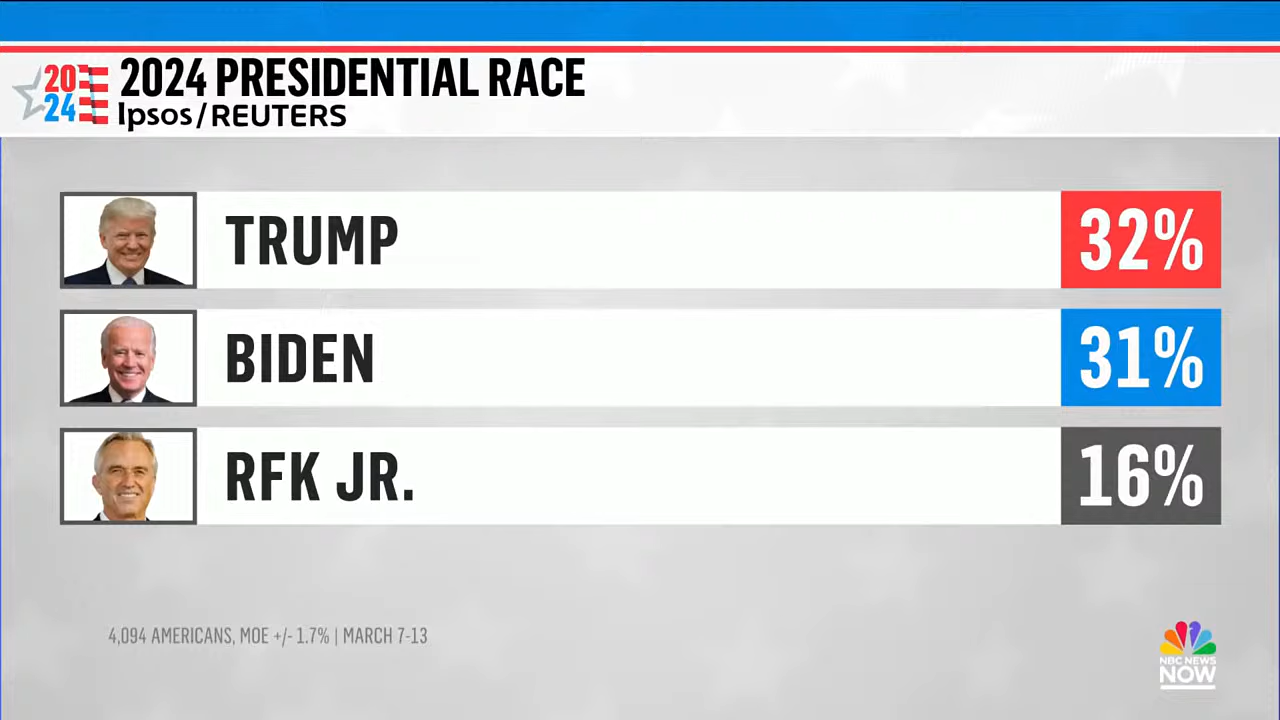 2024 2024 PRESIDENTIAL RACE
Ipsos/REUTERS
TRUMP 32%
BIDEN 31%
RFK JR. 16%
4,094 AMERICANS, MOE +/- 1.7% | MARCH 7-13
NBC NEWS
NOW